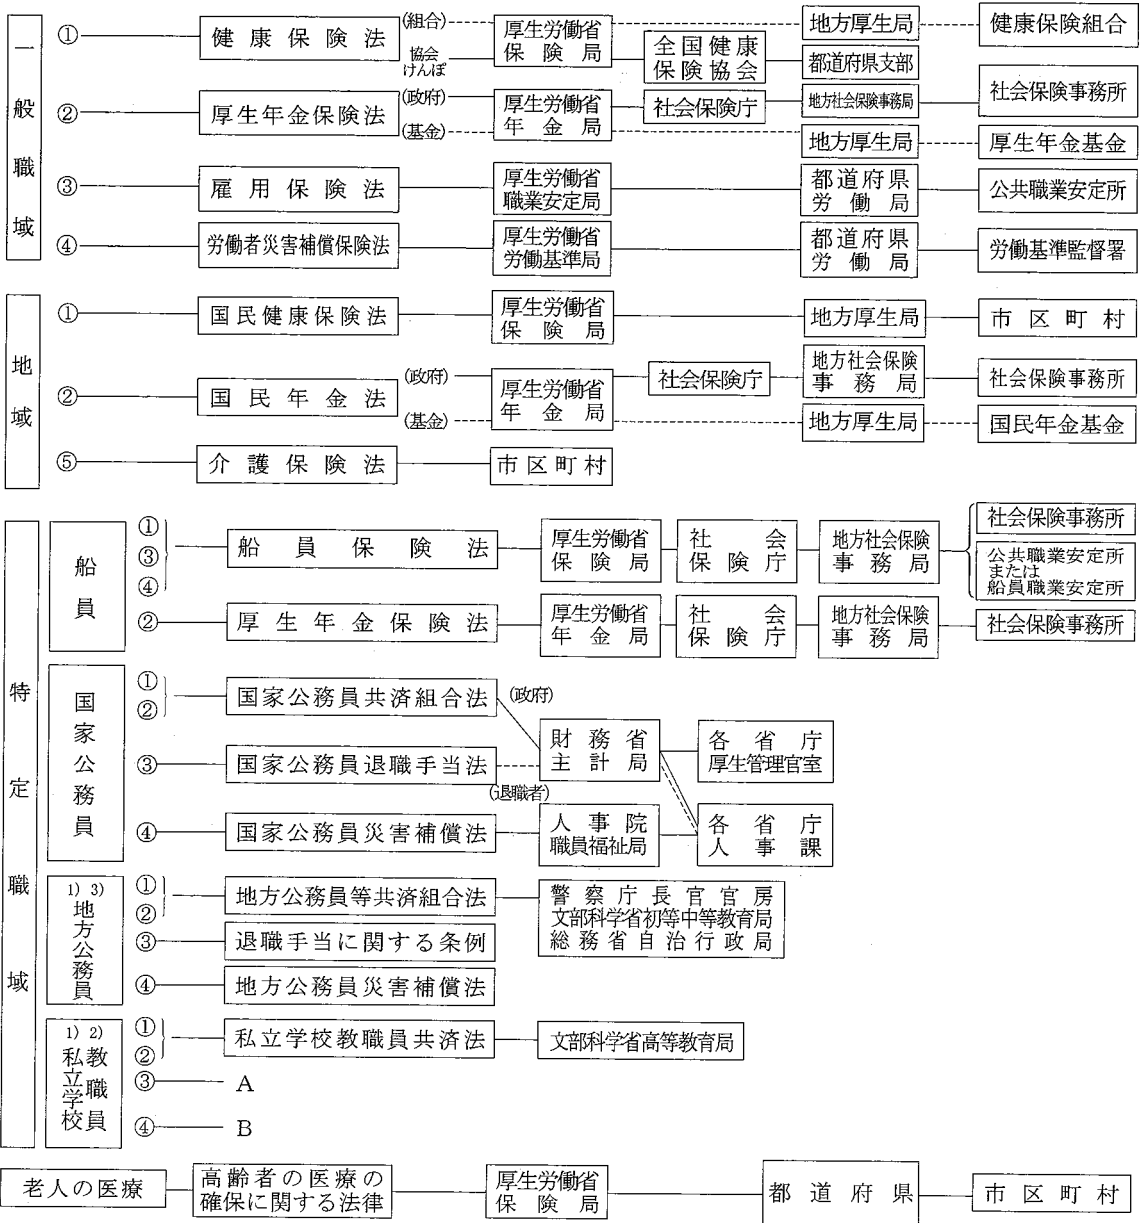 一般職域
① 健康保険法 (組合) 厚生労働省保険局 地方厚生局 健康保険組合
協会けんぽ 全国健康保険協会 都道府県支部
② 厚生年金保険法 (政府) 厚生労働省年金局 社会保険庁 地方社会保険事務局 社会保険事務所
(基金) 地方厚生局 厚生年金基金
③ 雇用保険法 厚生労働省職業安定局 都道府県労働局 公共職業安定所
④ 労働者災害補償保険法 厚生労働省労働基準局 都道府県労働局 労働基準監督署
地域
① 国民健康保険法 厚生労働省保険局 地方厚生局 市区町村
② 国民年金法 (政府) 厚生労働省年金局 社会保険庁 地方社会保険事務局 社会保険事務所
(基金) 地方厚生局 国民年金基金
⑤ 介護保険法 市区町村
特定職域
船員
①
③
④
船員保険法 厚生労働省保険局 社会保険庁 地方社会保険事務局 社会保険事務所
公共職業安定所
または
船員職業安定所
② 厚生年金保険法 厚生労働省年金局 社会保険庁 地方社会保険事務局 社会保険事務所
国家公務員
①
②
国家公務員共済組合法 (政府) 財務省主計局 各省庁厚生管理官室
③ 国家公務員退職手当法 (退職者)
④ 国家公務員災害補償法 人事院職員福祉局 各省庁人事課
1) 3)
地方公務員
①
②
地方公務員等共済組合法 警察庁長官官房
文部科学省初等中等教育局
総務省自治行政局
③ 退職手当に関する条例
④ 地方公務員災害補償法
1) 2)
私立学校教職員
①
②
私立学校教職員共済法 文部科学省高等教育局
③ A
④ B
老人の医療 高齢者の医療の確保に関する法律 厚生労働省保険局 都道府県 市区町村